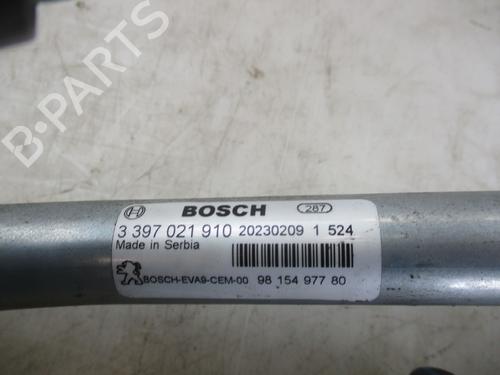 B-PARTS
BOSCH 287
3 397 021 910 20230209 1 524
Made in Serbia
BOSCH-EVA9-CEM-00 98 154 977 80